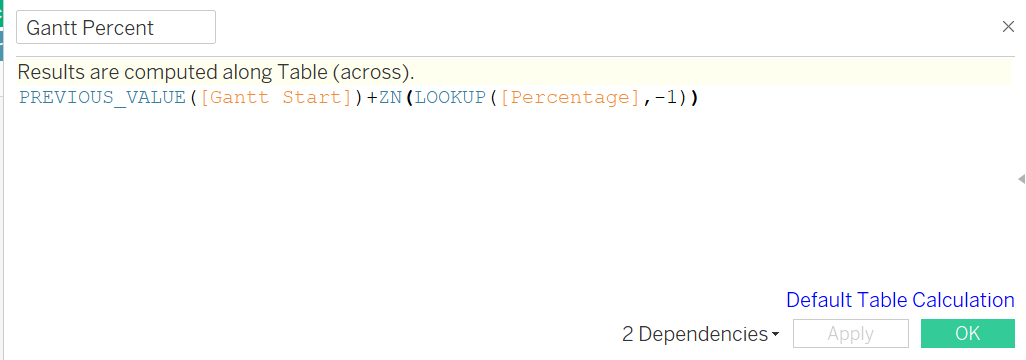 Gantt Percent
Results are computed along Table (across).
PREVIOUS_VALUE([Gantt Start])+ZN(LOOKUP([Percentage],-1))
Default Table Calculation
2 Dependencies
Apply
OK